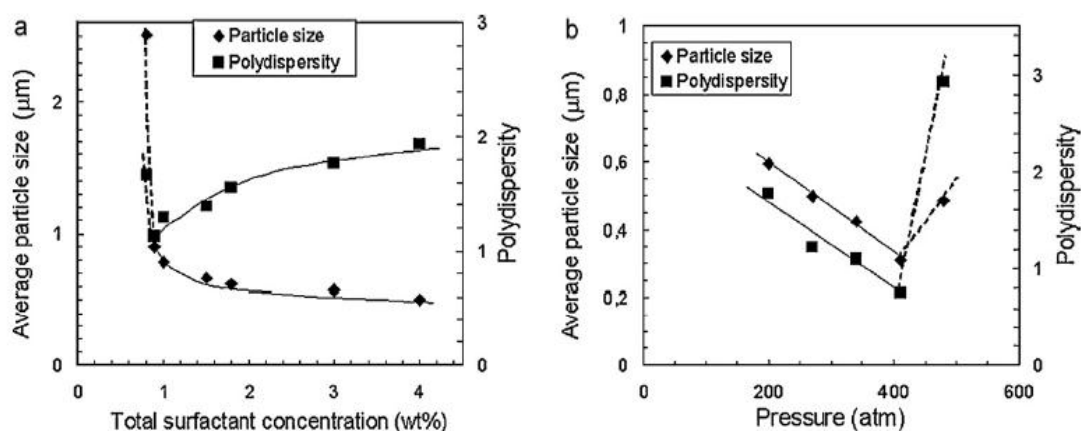 a
Particle size
Polydispersity
Average particle size (µm)
2
1
0
3
2
1
0
Polydispersity
0 1 2 3 4
Total surfactant concentration (wt%)
b
Particle size
Polydispersity
Average particle size (µm)
1
0,8
0,6
0,4
0,2
0
3
2
1
0
Polydispersity
0 200 400 600
Pressure (atm)